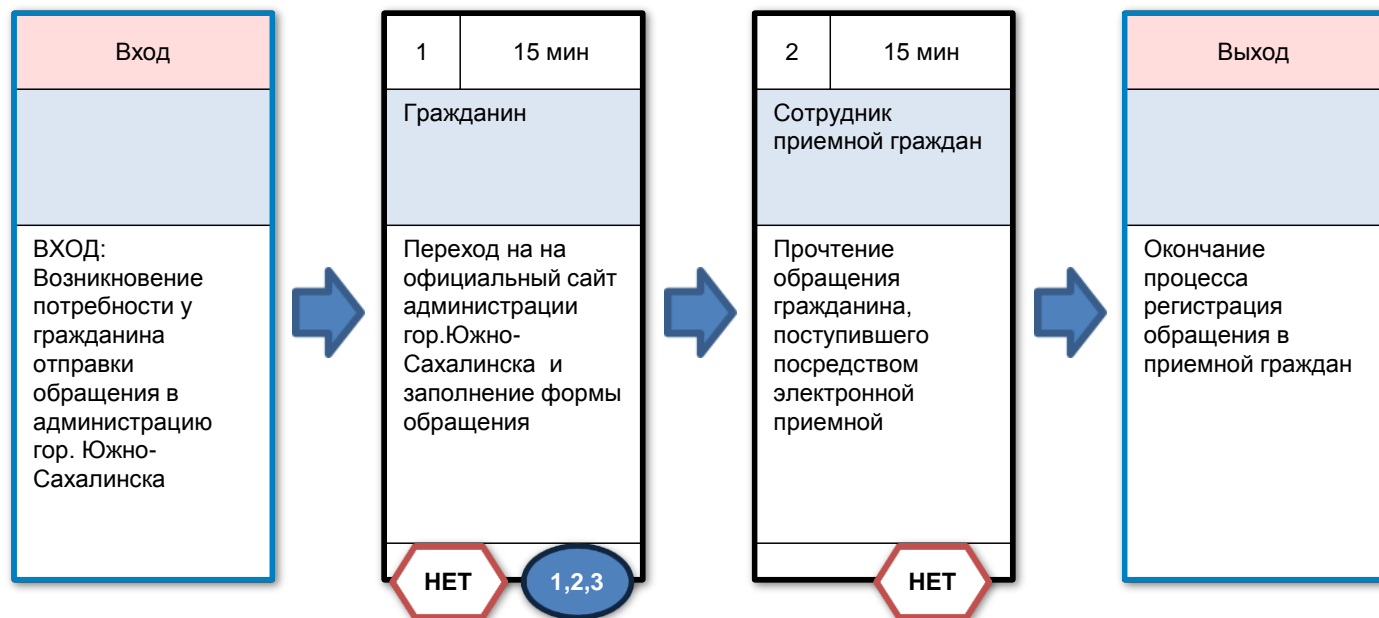 Вход
ВХОД:
Возникновение
потребности у
гражданина
отправки
обращения в
администрацию
гор. Южно-
Сахалинска
1
15 мин
Гражданин
Переход на на
официальный сайт
администрации
гор.Южно-
Сахалинска и
заполнение формы
обращения
НЕТ
1,2,3
2
15 мин
Сотрудник
приемной граждан
Прочтение
обращения
гражданина,
поступившего
посредством
электронной
приемной
НЕТ
Выход
Окончание
процесса
регистрация
обращения в
приемной граждан